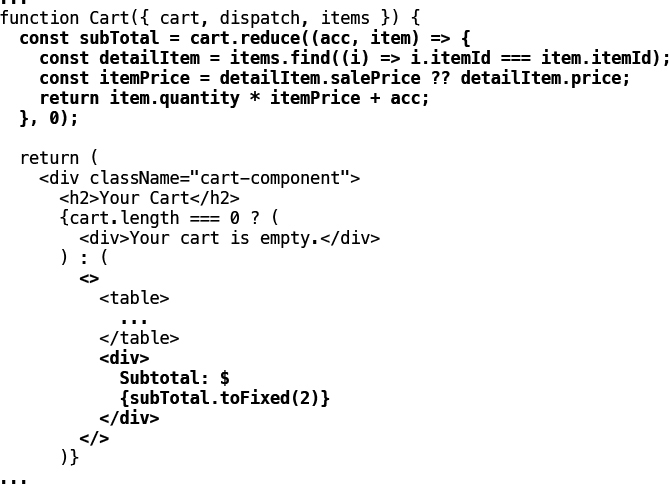 ...
function Cart({ cart, dispatch, items }) {
  const subTotal = cart.reduce((acc, item) => {
    const detailItem = items.find((i) => i.itemId === item.itemId);
    const itemPrice = detailItem.salePrice ?? detailItem.price;
    return item.quantity * itemPrice + acc;
  }, 0);

  return (
    <div className="cart-component">
      <h2>Your Cart</h2>
      {cart.length === 0 ? (
        <div>Your cart is empty.</div>
      ) : (
        <>
          <table>
            ...
          </table>
          <div>
            Subtotal: $
            {subTotal.toFixed(2)}
          </div>
        </>
      )}
...